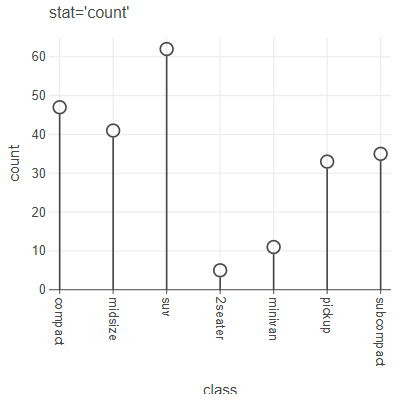 stat='count'
count
60
50
40
30
20
10
0
compact
midsize
suv
2seater
minivan
pickup
subcompact
class